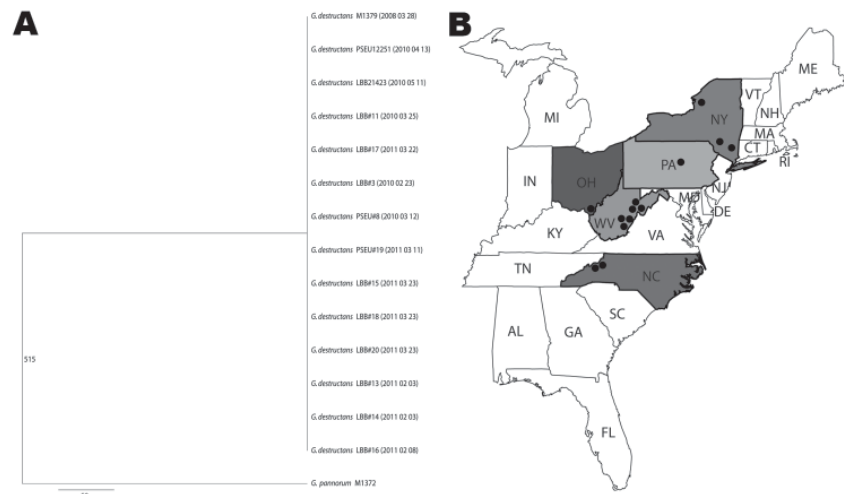 A
G.destructans M1379 (2008 03 28)
G.destructans PSEU12251 (2010 04 13)
G.destructans LBB21423 (2010 05 11)
G.destructans LBB#11 (2010 03 25)
G.destructans LBB#17 (2011 03 22)
G.destructans LBB#3 (2010 02 23)
G.destructans PSEU#8 (2010 03 12)
G.destructans PSEU#19 (2011 03 11)
G.destructans LBB#15 (2011 03 23)
G.destructans LBB#18 (2011 03 23)
G.destructans LBB#20 (2011 03 23)
G.destructans LBB#13 (2011 02 03)
G.destructans LBB#14 (2011 02 03)
G.destructans LBB#16 (2011 02 08)
G. pannorum M1372
515
B
ME
VT
NH
NY
MA
CT
RI
MI
PA
NJ
IN
OH
MD
DE
WV
VA
KY
TN
NC
SC
AL
GA
FL